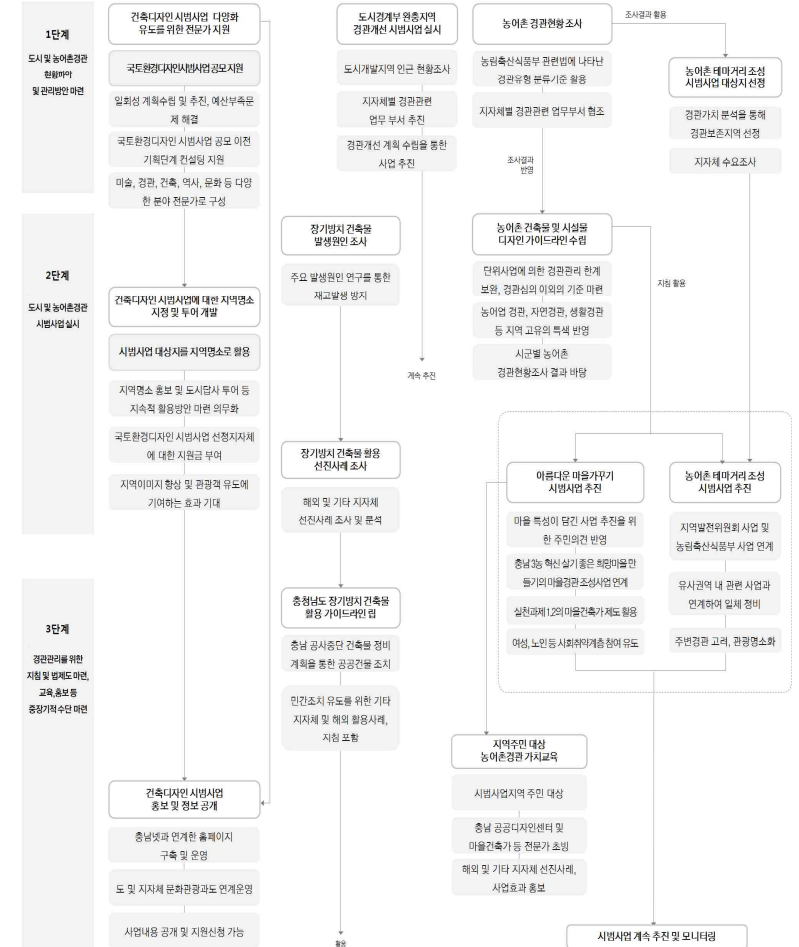 1단계
도시 및 농어촌경관
현황파악
및 관리방안 마련
2단계
도시 및 농어촌경관
시범사업 실시
3단계
경관관리를 위한
지침 및 법제도 마련,
교육,홍보 등
중장기적 수단 마련
건축디자인 시범사업 다양화
유도를 위한 전문가 지원
국토환경디자인시범사업 공모 지원
일회성 계획수립 및 추진, 예산부족문
제 해결
국토환경디자인 시범사업 공모 이전
기획단계 컨설팅 지원
미술, 경관, 건축, 역사, 문화 등 다양
한 분야 전문가로 구성
건축디자인 시범사업에 대한 지역명소
지정 및 투어 개발
시범사업 대상지를 지역명소로 활용
지역명소 홍보 및 도시답사 투어 등
지속적 활용방안 마련 의무화
국토환경디자인 시범사업 선정지자체
에 대한 지원금 부여
지역이미지 향상 및 관광객 유도에
기여하는 효과 기대
건축디자인 시범사업
홍보 및 정보 공개
충남넷과 연계한 홈페이지
구축 및 운영
도 및 지자체 문화관광과도 연계운영
사업내용 공개 및 지원신청 가능
도시경계부 완충지역
경관개선 시범사업 실시
도시개발지역 인근 현황조사
지자체별 경관관련
업무 부서 추진
경관개선 계획 수립을 통한
사업 추진
계속 추진
장기방치 건축물
발생원인 조사
주요 발생원인 연구를 통한
재고발생 방지
장기방치 건축물 활용
선진사례 조사
해외 및 기타 지자체
선진사례 조사 및 분석
충청남도 장기방치 건축물
활용 가이드라인 립
충남 공사중단 건축물 정비
계획을 통한 공공건물 조치
민간조치 유도를 위한 기타
지자체 및 해외 활용사례,
지침 포함
활용
농어촌 경관현황 조사
조사결과 활용
농림축산식품부 관련법에 나타난
경관유형 분류기준 활용
지자체별 경관관련 업무부서 협조
조사결과
반영
농어촌 테마거리 조성
시범사업 대상지 선정
경관가치 분석을 통해
경관보존지역 선정
지자체 수요조사
농어촌 건축물 및 시설물
디자인 가이드라인 수립
단위사업에 의한 경관관리 한계
보완, 경관심의 이외의 기준 마련
농어업 경관, 자연경관, 생활경관
등 지역 고유의 특색 반영
시군별 농어촌
경관현황조사 결과 바탕
지침 활용
아름다운 마을가꾸기
시범사업 추진
마을 특성이 담긴 사업 추진을 위
한 주민의견 반영
충남 3농 혁신 살기 좋은 희망마을 만
들기의 마을경관 조성사업 연계
실천과제 1,2의 마을건축가 제도 활용
여성, 노인 등 사회취약계층 참여 유도
농어촌 테마거리 조성
시범사업 추진
지역발전위원회 사업 및
농림축산식품부 사업 연계
유사권역 내 관련 사업과
연계하여 일체 정비
주변경관 고려, 관광명소화
지역주민 대상
농어촌경관 가치교육
시범사업지역 주민 대상
충남 공공디자인센터 및
마을건축가 등 전문가 초빙
해외 및 기타 지자체 선진사례,
사업효과 홍보
시범사업 계속 추진 및 모니터링